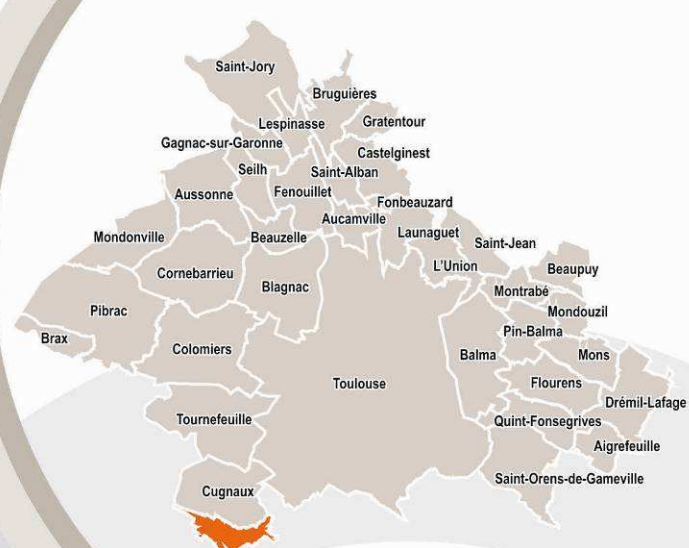 Saint-Jory
Bruguières
Lespinasse
Gratentour
Gagnac-sur-Garonne
Castelginest
Seilh
Saint-Alban
Aussonne
Fenouillet
Fonbeauzard
Aucamville
Launaguet
Mondonville
Beauzelle
Saint-Jean
L'Union
Cornebarrieu
Beaupuy
Blagnac
Montrabé
Pibrac
Mondouzil
Pin-Balma
Brax
Colomiers
Balma
Mons
Toulouse
Flourens
Drémil-Lafage
Tournefeuille
Quint-Fonsegrives
Aigrefeuille
Saint-Orens-de-Gameville
Cugnaux